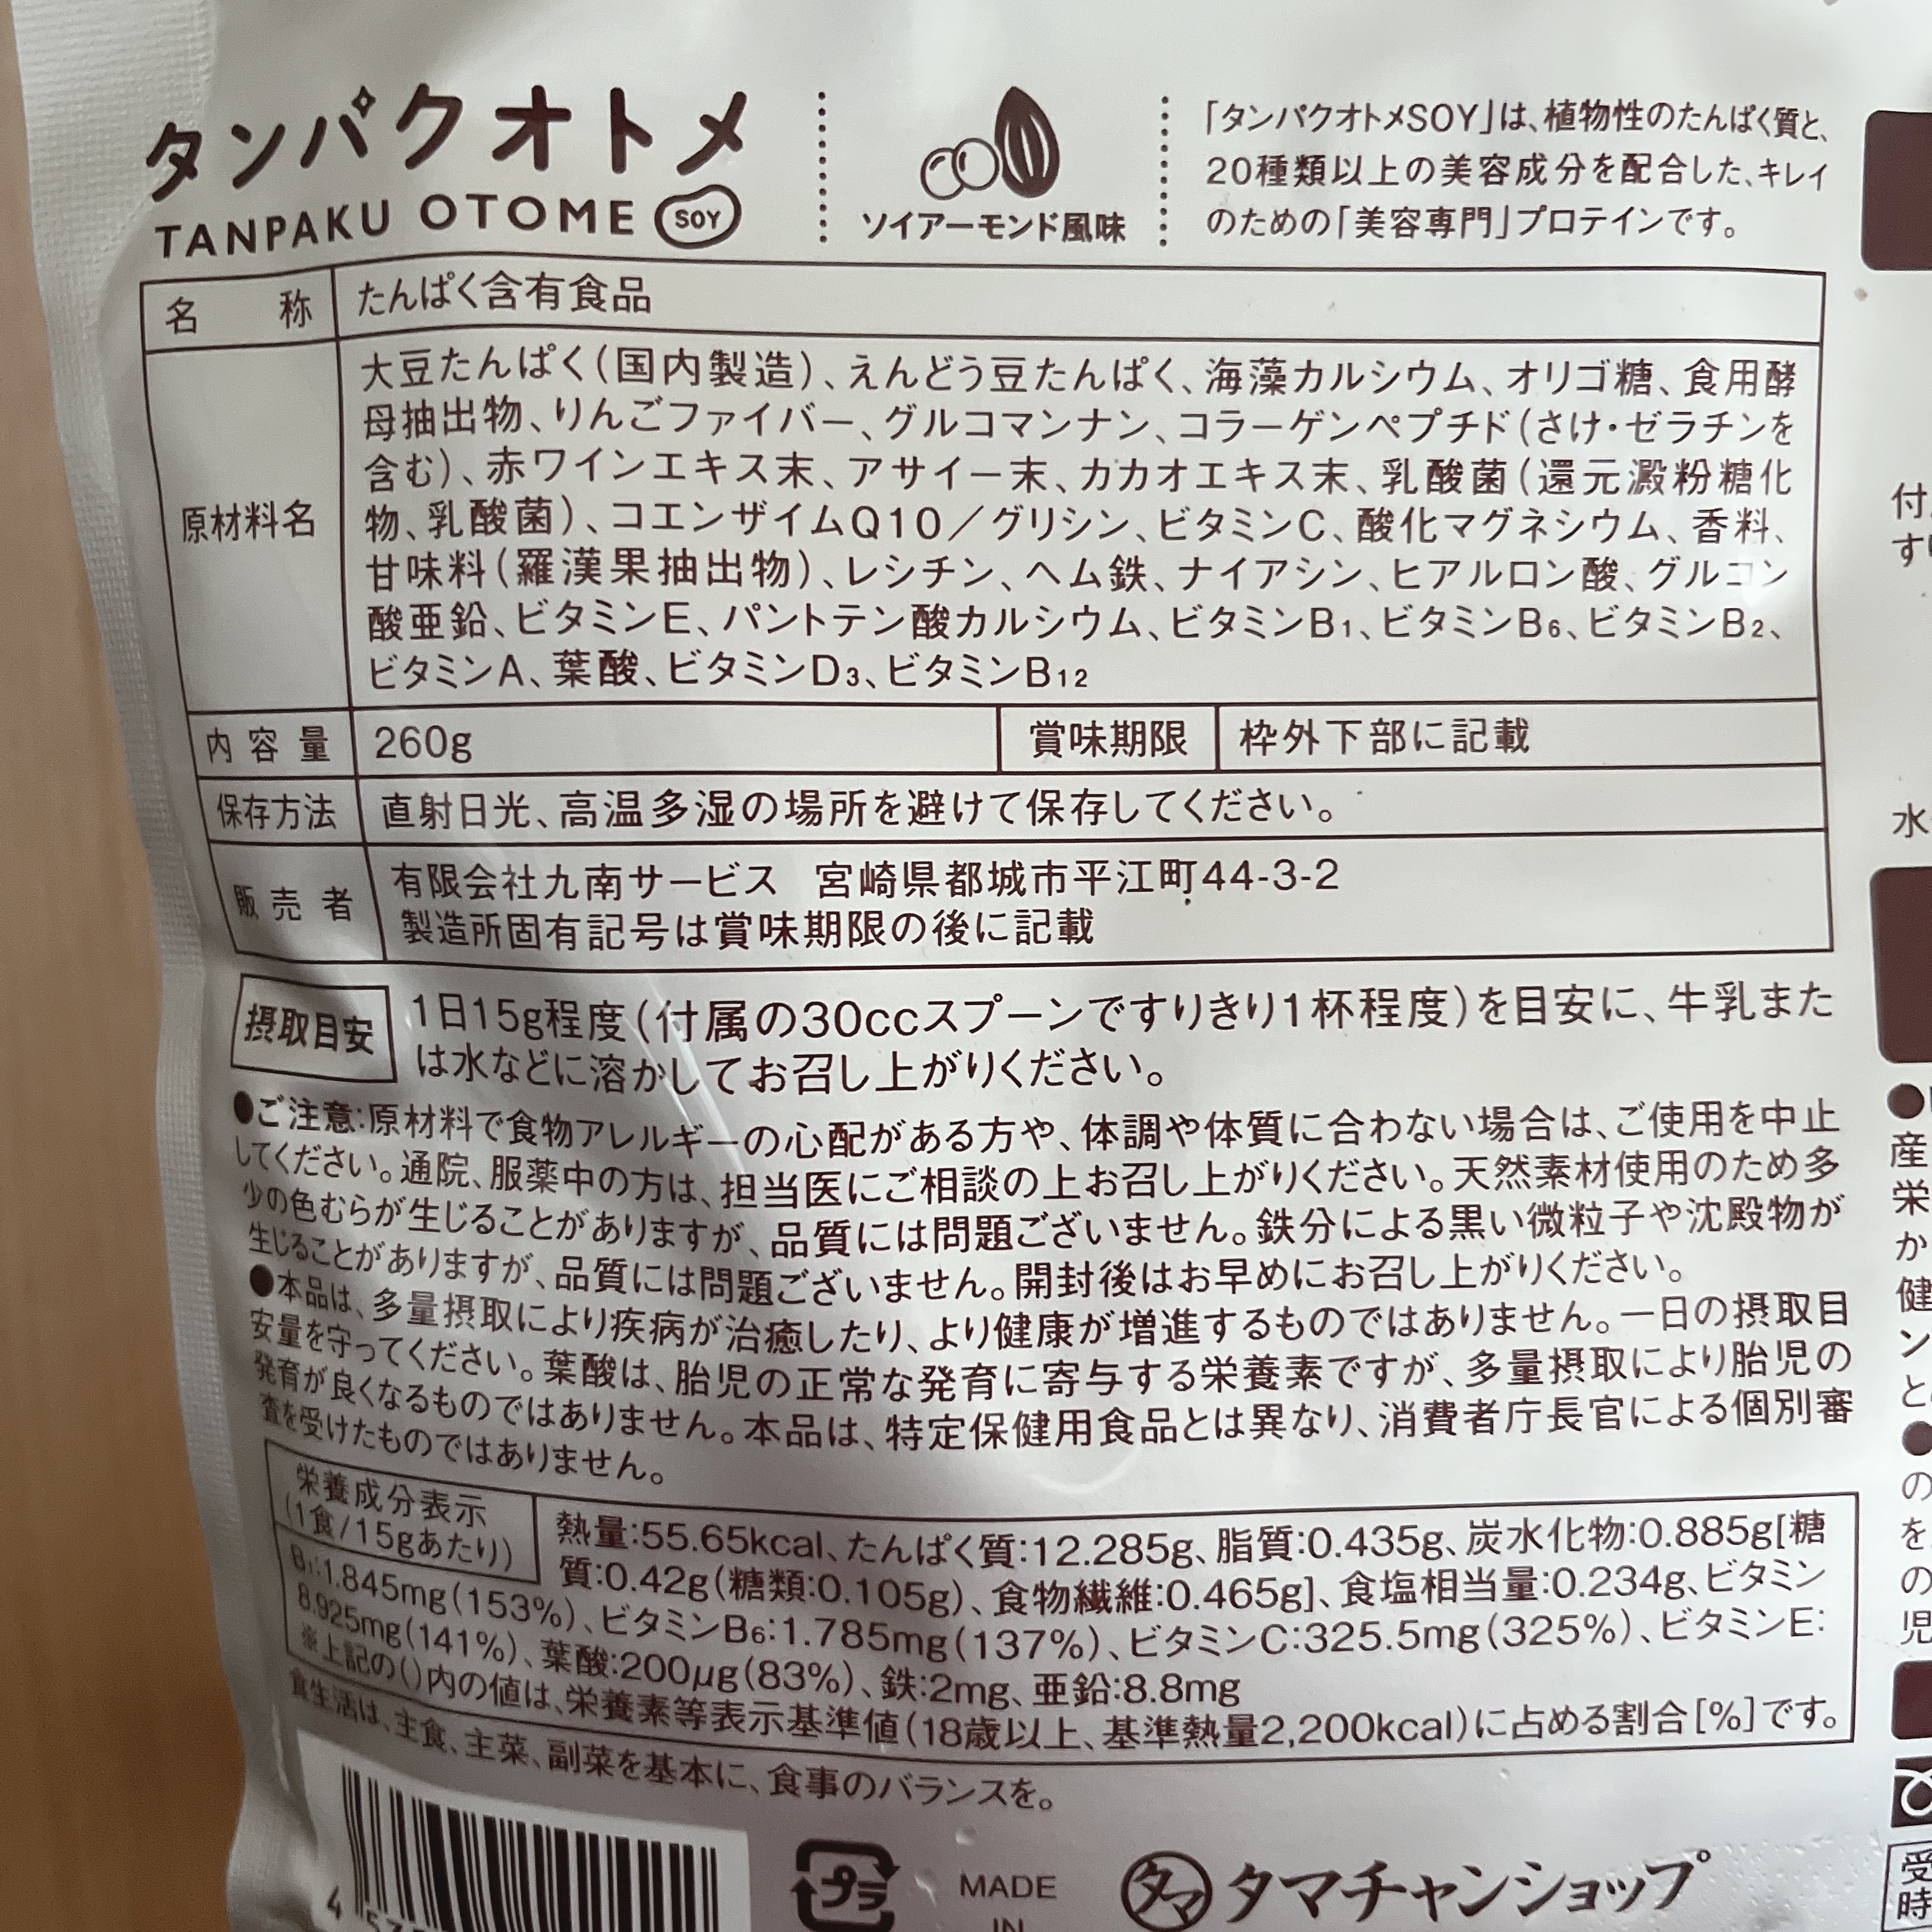 タンパクオトメ
TANPAKU OTOME SOY
ソイアーモンド風味
「タンパクオトメSOY」は、植物性のたんぱく質と、
20種類以上の美容成分を配合した、キレイ
のための「美容専門」プロテインです。
名称 たんぱく含有食品
原材料名
大豆たんぱく(国内製造)、えんどう豆たんぱく、海藻カルシウム、オリゴ糖、食用酵
母抽出物、りんごファイバー、グルコマンナン、コラーゲンペプチド(さけ・ゼラチンを
含む)、赤ワインエキス末、アサイー末、カカオエキス末、乳酸菌(還元澱粉糖化
物、乳酸菌)、コエンザイムQ10／グリシン、ビタミンC、酸化マグネシウム、香料、
甘味料(羅漢果抽出物)、レシチン、ヘム鉄、ナイアシン、ヒアルロン酸、グルコン
酸亜鉛、ビタミンE、パントテン酸カルシウム、ビタミンB1、ビタミンB6、ビタミンB2、
ビタミンA、葉酸、ビタミンD3、ビタミンB12
内容量 260g 賞味期限 枠外下部に記載
保存方法 直射日光、高温多湿の場所を避けて保存してください。
販売者
有限会社九南サービス 宮崎県都城市平江町44-3-2
製造所固有記号は賞味期限の後に記載
摂取目安
1日15g程度(付属の30ccスプーンですりきり1杯程度)を目安に、牛乳また
は水などに溶かしてお召し上がりください。
●ご注意:原材料で食物アレルギーの心配がある方や、体調や体質に合わない場合は、ご使用を中止
してください。通院、服薬中の方は、担当医にご相談の上お召し上がりください。天然素材使用のため多
少の色むらが生じることがありますが、品質には問題ございません。鉄分による黒い微粒子や沈殿物が
生じることがありますが、品質には問題ございません。開封後はお早めにお召し上がりください。
●本品は、多量摂取により疾病が治癒したり、より健康が増進するものではありません。一日の摂取目
安量を守ってください。葉酸は、胎児の正常な発育に寄与する栄養素ですが、多量摂取により胎児の
発育が良くなるものではありません。本品は、特定保健用食品とは異なり、消費者庁長官による個別審
査を受けたものではありません。
栄養成分表示
(1食/15gあたり)
熱量:55.65kcal、たんぱく質:12.285g、脂質:0.435g、炭水化物:0.885g[糖
質:0.42g(糖類:0.105g)、食物繊維:0.465g]、食塩相当量:0.234g、ビタミン
B1:1.845mg(153%)、ビタミンB6:1.785mg(137%)、ビタミンC:325.5mg(325%)、ビタミンE:
8.925mg(141%)、葉酸:200μg(83%)、鉄:2mg、亜鉛:8.8mg
※上記の()内の値は、栄養素等表示基準値(18歳以上、基準熱量2,200kcal)に占める割合[%]です。
食生活は、主食、主菜、副菜を基本に、食事のバランスを。
プラ
MADE
IN
タマ タマチャンショップ
付
す
水
産
栄
か
健
ン
と
の
を
の
児
受
時